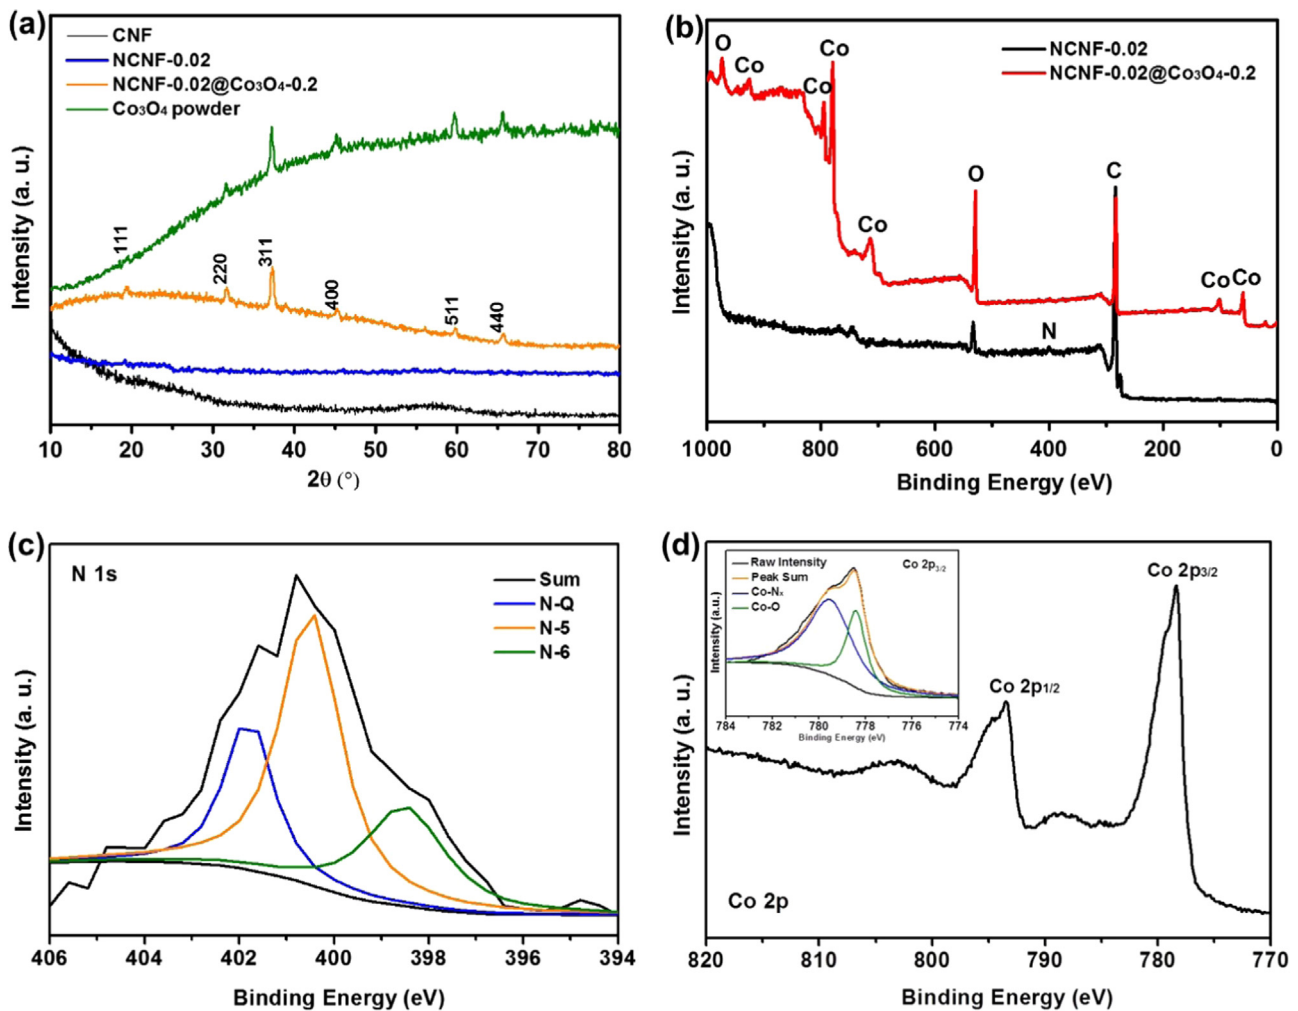 (a)
CNF
NCNF-0.02
NCNF-0.02@Co₃O₄-0.2
Co₃O₄ powder
111
220
311
400
511
440
Intensity (a. u.)
10 20 30 40 50 60 70 80
2θ (°)
(b)
NCNF-0.02
NCNF-0.02@Co₃O₄-0.2
O
Co
Co
Co
Co
O
N
C
Co Co
Intensity (a. u.)
1000 800 600 400 200 0
Binding Energy (eV)
(c)
N 1s
Sum
N-Q
N-5
N-6
Intensity (a. u.)
406 404 402 400 398 396 394
Binding Energy (eV)
(d)
Raw Intensity
Peak Sum
Co-Nₓ
Co-O
Co 2p3/2
Intensity (a.u.)
784 782 780 778 776 774
Binding Energy (eV)
Co 2p1/2
Co 2p3/2
Co 2p
Intensity (a. u.)
820 810 800 790 780 770
Binding Energy (eV)